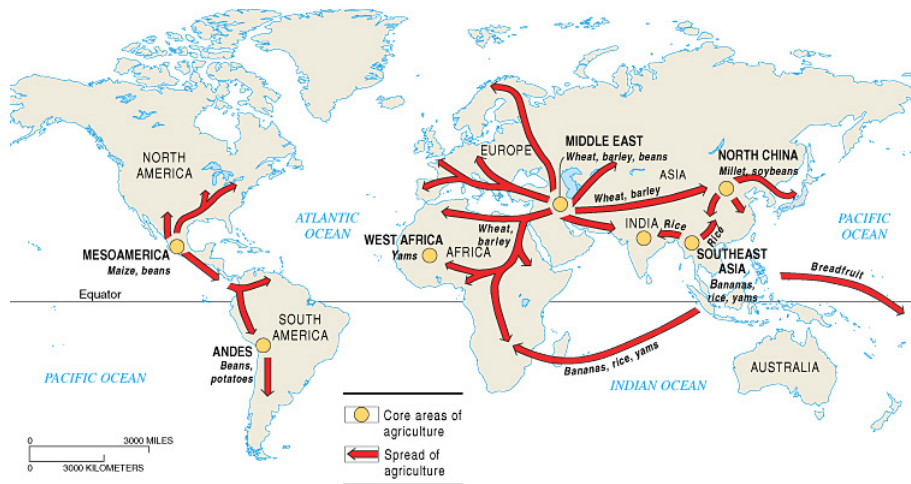 NORTH
AMERICA
ATLANTIC
OCEAN
MESOAMERICA
Maize, beans
Equator
SOUTH
AMERICA
ANDES
Beans,
potatoes
PACIFIC OCEAN
EUROPE
MIDDLE EAST
Wheat, barley, beans
ASIA
NORTH CHINA
Millet, soybeans
Wheat, barley
WEST AFRICA
Yams
AFRICA
Wheat,
barley
INDIA
Rice
Rice
SOUTHEAST
ASIA
Bananas,
rice, yams
PACIFIC
OCEAN
Breadfruit
Bananas, rice, yams
INDIAN OCEAN
AUSTRALIA
Core areas of
agriculture
Spread of
agriculture
0 3000 MILES
0 3000 KILOMETERS